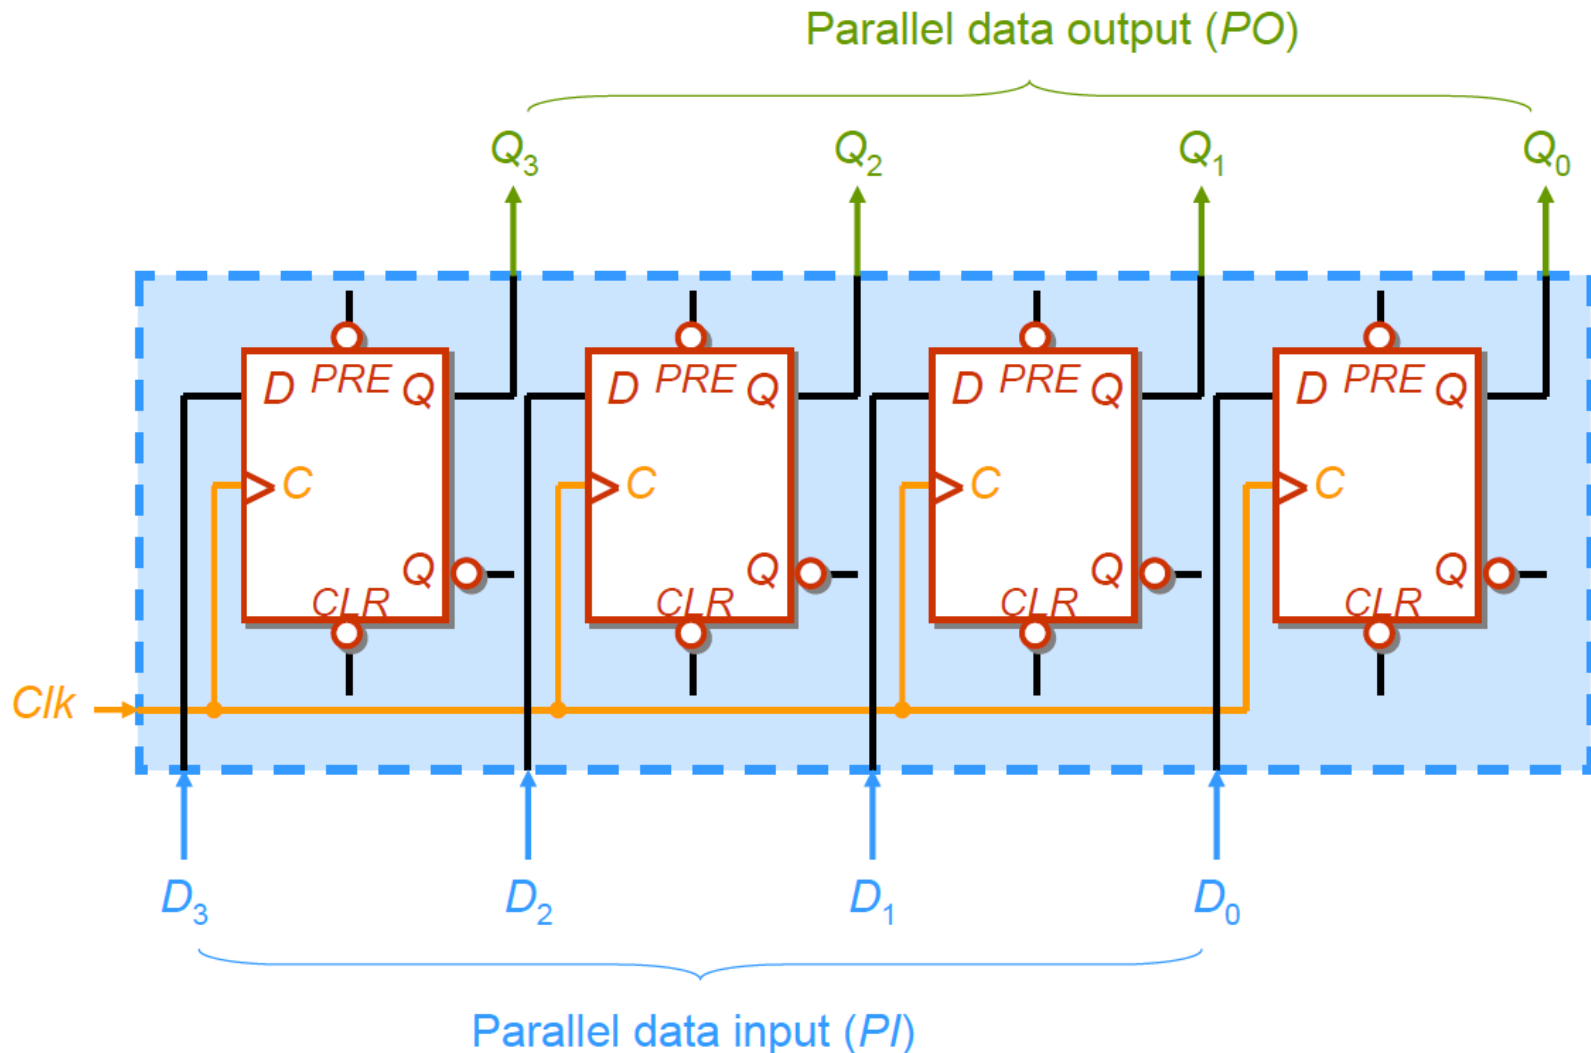 Parallel data output (PO)
Q3 Q2 Q1 Q0
D PRE Q D PRE Q D PRE Q D PRE Q
C C C C
Q Q Q Q
CLR CLR CLR CLR
Clk
D3 D2 D1 D0
Parallel data input (PI)